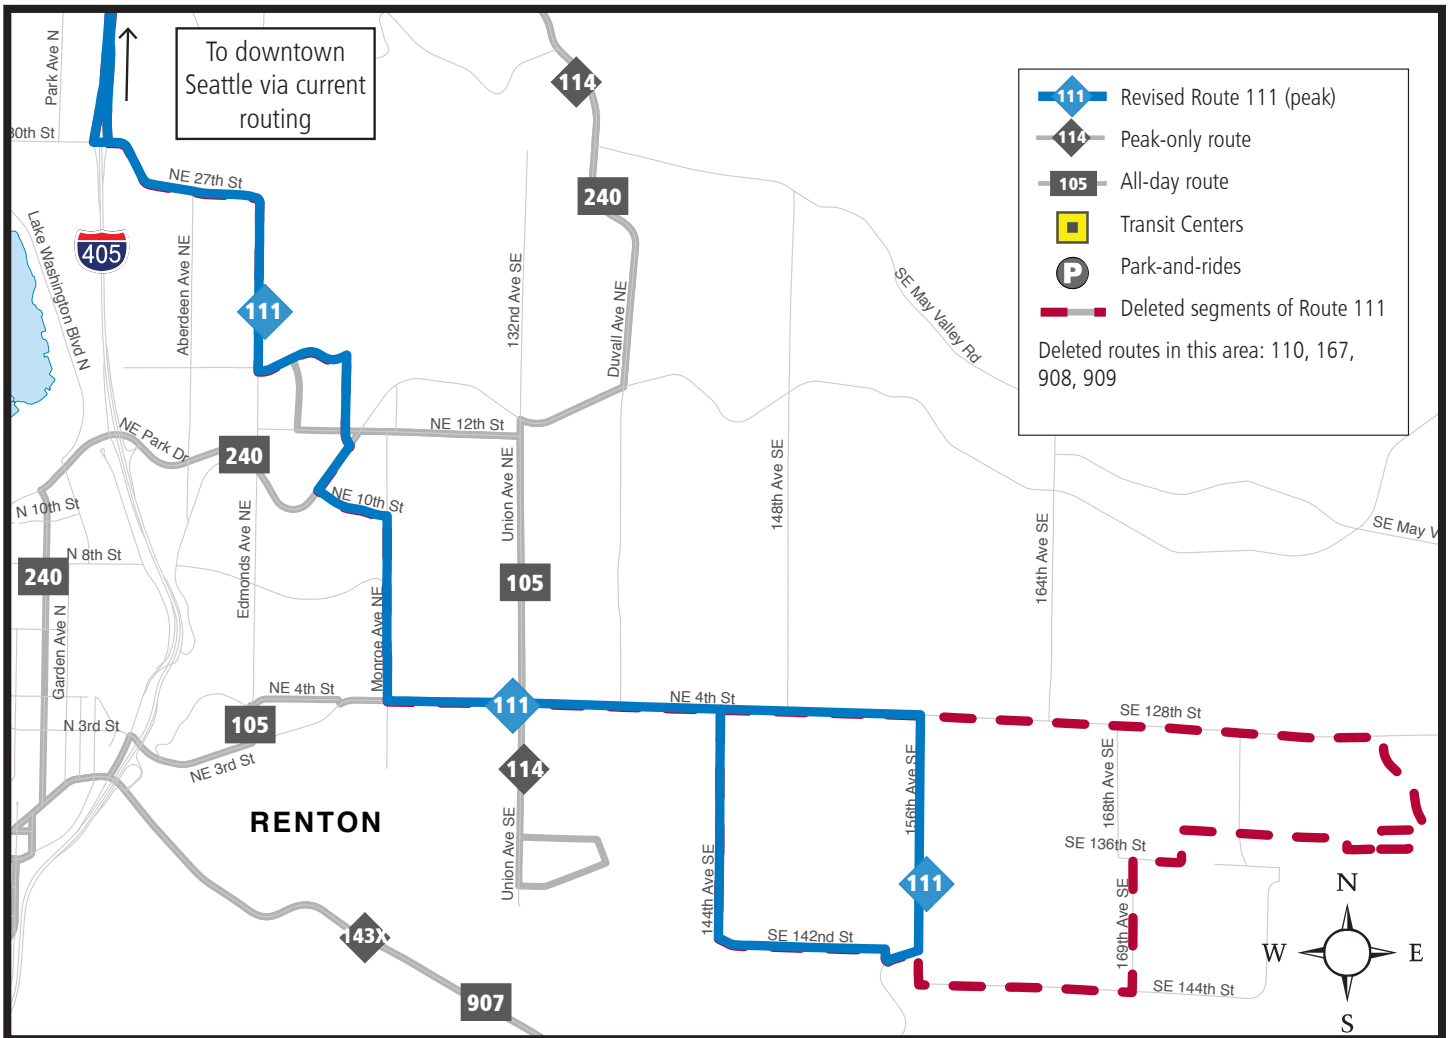 Park Ave N
To downtown
Seattle via current
routing
30th St
NE 27th St
Lake Washington Blvd N
405
Aberdeen Ave NE
111
114
240
132nd Ave SE
Duvall Ave NE
SE May Valley Rd
111
Revised Route 111 (peak)
114
Peak-only route
105
All-day route
Transit Centers
P
Park-and-rides
Deleted segments of Route 111
Deleted routes in this area: 110, 167,
908, 909
NE Park Dr
240
NE 12th St
Union Ave NE
148th Ave SE
N 10th St
NE 10th St
164th Ave SE
SE May V
N 8th St
240
Edmonds Ave NE
105
Garden Ave N
Monroe Ave NE
NE 4th St
111
NE 4th St
SE 128th St
N 3rd St
105
NE 3rd St
114
156th Ave SE
168th Ave SE
RENTON
SE 136th St
Union Ave SE
144th Ave SE
111
169th Ave SE
N
143X
SE 142nd St
W
E
907
SE 144th St
S